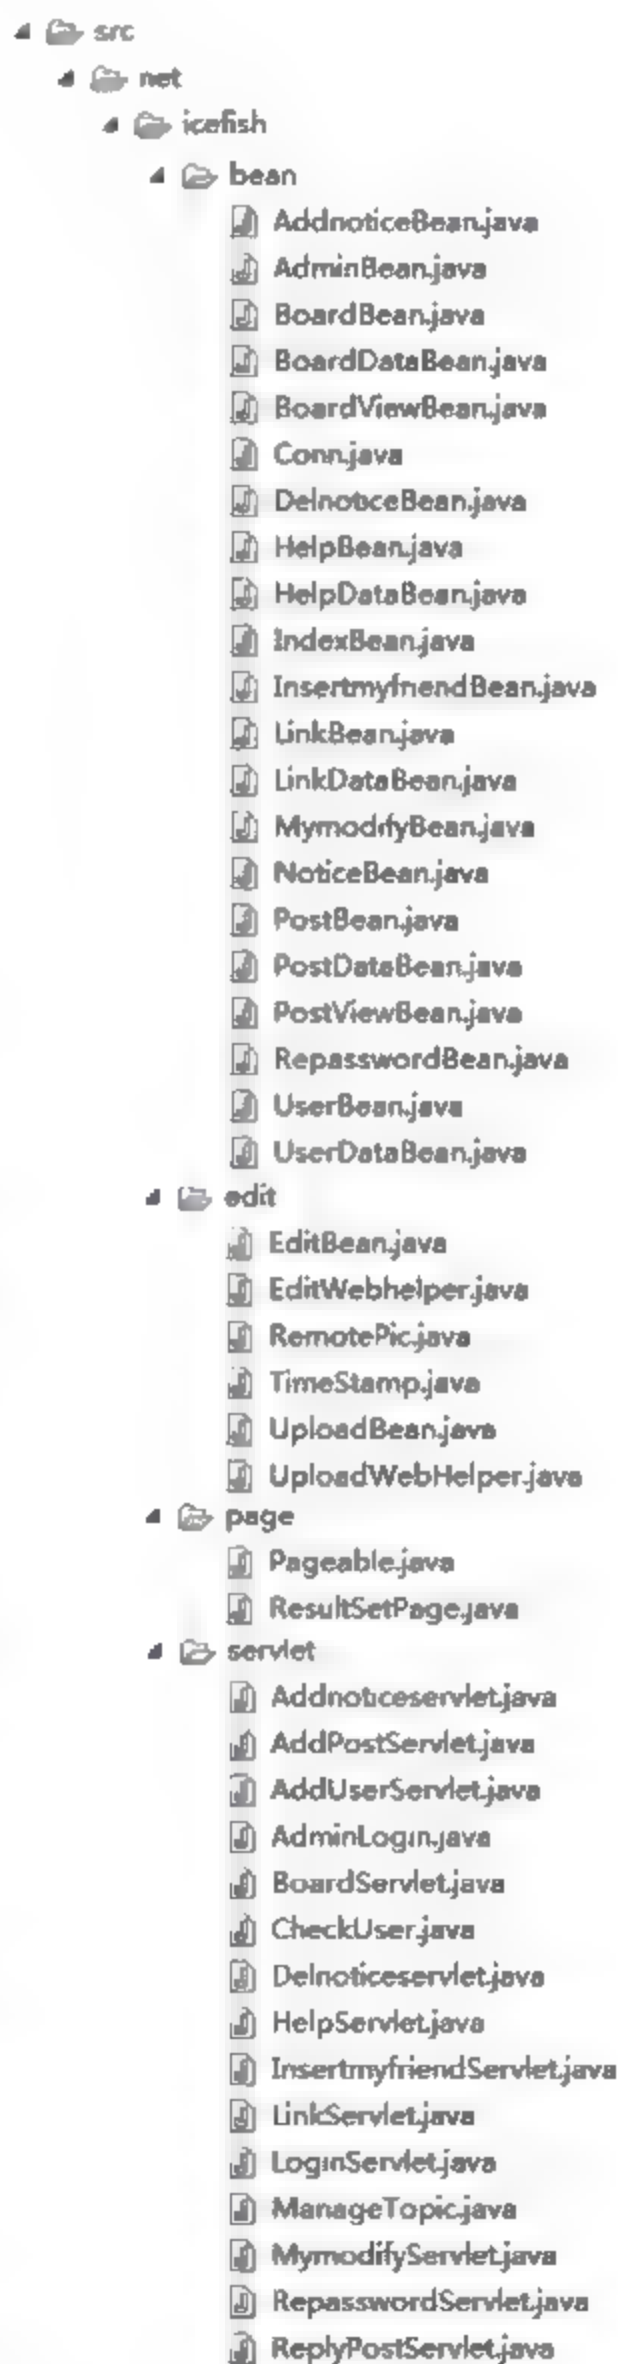 src
net
icefish
bean
AddnoticeBean.java
AdminBean.java
BoardBean.java
BoardDataBean.java
BoardViewBean.java
Conn.java
DelnoticeBean.java
HelpBean.java
HelpDataBean.java
IndexBean.java
InsertmyfriendBean.java
LinkBean.java
LinkDataBean.java
MymodifyBean.java
NoticeBean.java
PostBean.java
PostDataBean.java
PostViewBean.java
RepasswordBean.java
UserBean.java
UserDataBean.java
edit
EditBean.java
EditWebhelper.java
RemotePic.java
TimeStamp.java
UploadBean.java
UploadWebHelper.java
page
Pageable.java
ResultSetPage.java
servlet
Addnoticeservlet.java
AddPostServlet.java
AddUserServlet.java
AdminLogin.java
BoardServlet.java
CheckUser.java
Delnoticeservlet.java
HelpServlet.java
InsertmyfriendServlet.java
LinkServlet.java
LoginServlet.java
ManageTopic.java
MymodifyServlet.java
RepasswordServlet.java
ReplyPostServlet.java